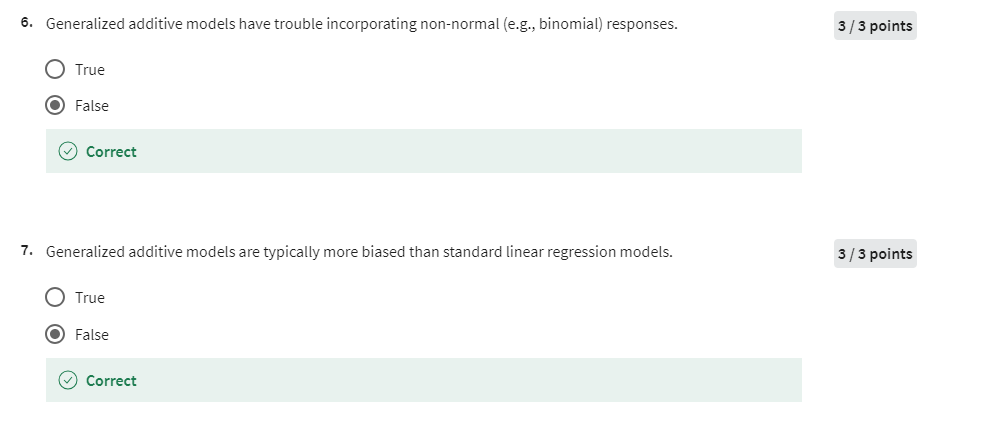 6. Generalized additive models have trouble incorporating non-normal (e.g., binomial) responses. 3 / 3 points
True
False
Correct
7. Generalized additive models are typically more biased than standard linear regression models. 3 / 3 points
True
False
Correct